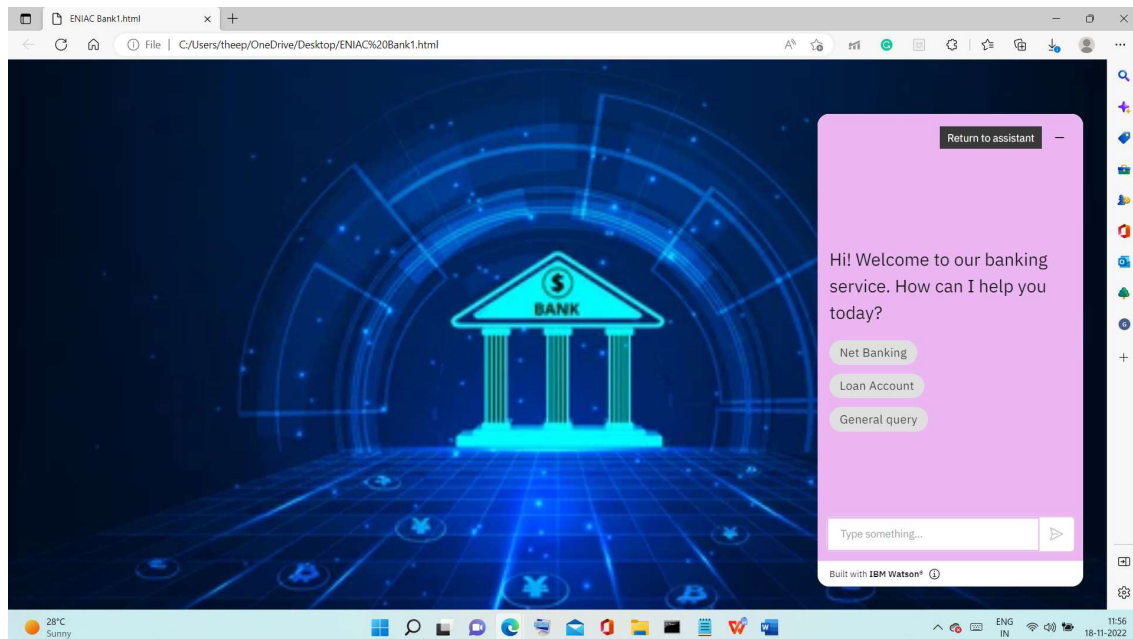 ENIAC Bank1.html
File | C:/Users/theep/OneDrive/Desktop/ENIAC%20Bank1.html
$
BANK
Return to assistant
Hi! Welcome to our banking
service. How can I help you
today?
Net Banking
Loan Account
General query
Type something...
Built with IBM Watson®
28°C
Sunny
ENG
IN
11:56
18-11-2022